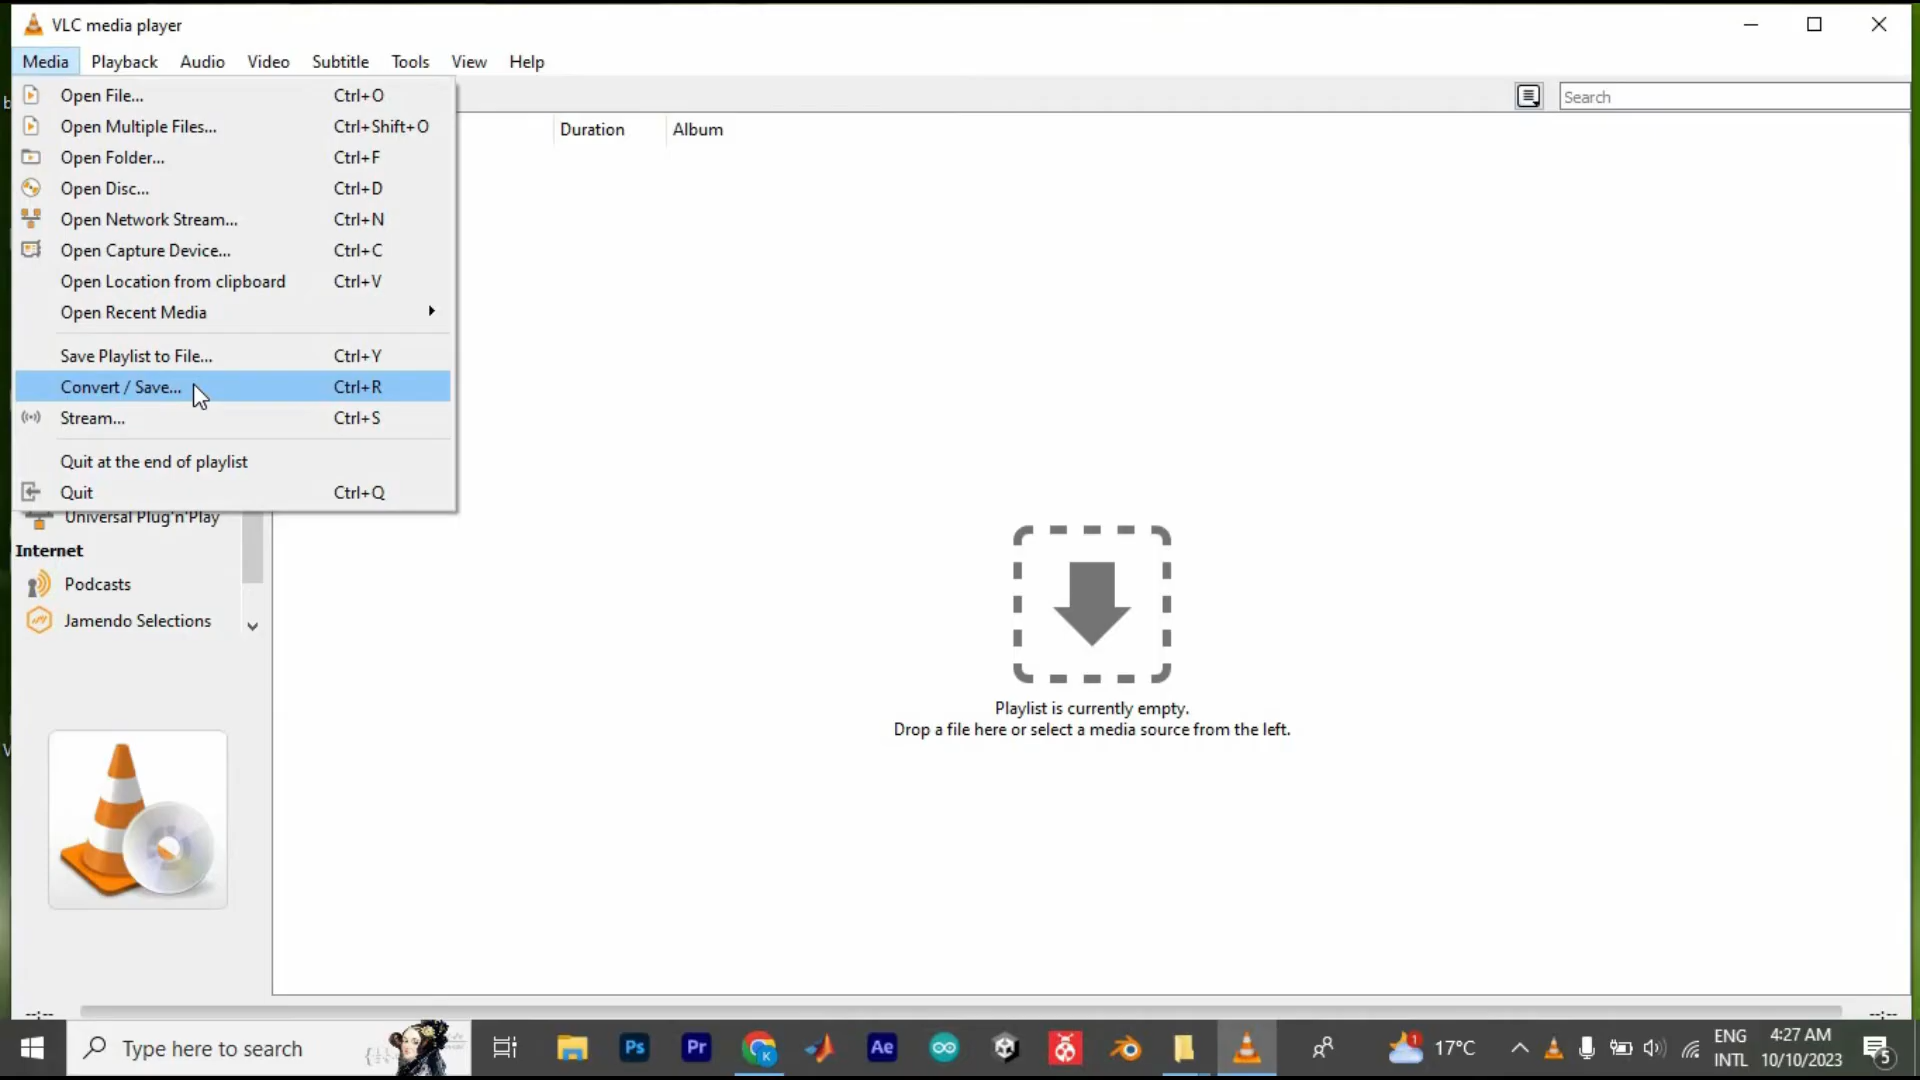 VLC media player
Media Playback Audio Video Subtitle Tools View Help
Open File... Ctrl+O
Open Multiple Files... Ctrl+Shift+O
Open Folder... Ctrl+F
Open Disc... Ctrl+D
Open Network Stream... Ctrl+N
Open Capture Device... Ctrl+C
Open Location from clipboard Ctrl+V
Open Recent Media
Save Playlist to File... Ctrl+Y
Convert / Save... Ctrl+R
Stream... Ctrl+S
Quit at the end of playlist
Quit Ctrl+Q
Search
Duration Album
Universal Plug'n'Play
Internet
Podcasts
Jamendo Selections
Playlist is currently empty.
Drop a file here or select a media source from the left.
--:-- --:--
Type here to search
Ps
Pr
K
Ae
1
17°C
ENG
INTL
4:27 AM
10/10/2023
5